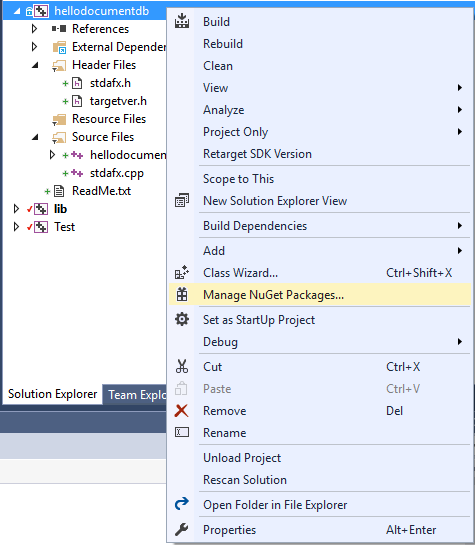 hellodocumentdb
References
External Depende
Header Files
stdafx.h
targetver.h
Resource Files
Source Files
hellodocumen
stdafx.cpp
ReadMe.txt
lib
Test
Solution Explorer
Team Explo
Build
Rebuild
Clean
View
Analyze
Project Only
Retarget SDK Version
Scope to This
New Solution Explorer View
Build Dependencies
Add
Class Wizard... Ctrl+Shift+X
Manage NuGet Packages...
Set as StartUp Project
Debug
Cut Ctrl+X
Paste Ctrl+V
Remove Del
Rename
Unload Project
Rescan Solution
Open Folder in File Explorer
Properties Alt+Enter